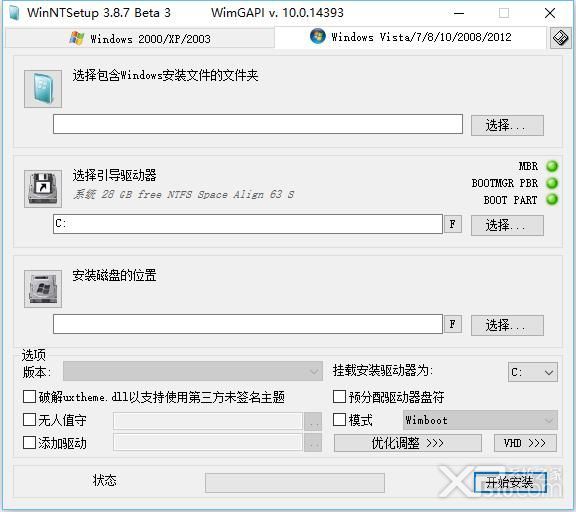 WinNTSetup 3.8.7 Beta 3 WimGAPI v. 10.0.14393
Windows 2000/XP/2003 Windows Vista/7/8/10/2008/2012
选择包含Windows安装文件的文件夹
选择...
选择引导驱动器
系统 28 GB free NTFS Space Align 63 S
MBR
BOOTMGR PBR
BOOT PART
C: F 选择...
安装磁盘的位置
F 选择...
选项
版本: 挂载安装驱动器为: C:
破解uxtheme.dll以支持使用第三方未签名主题 预分配驱动器盘符
无人值守 .. 模式 Wimboot
添加驱动 .. 优化调整 >>> VHD >>>
状态 开始安装